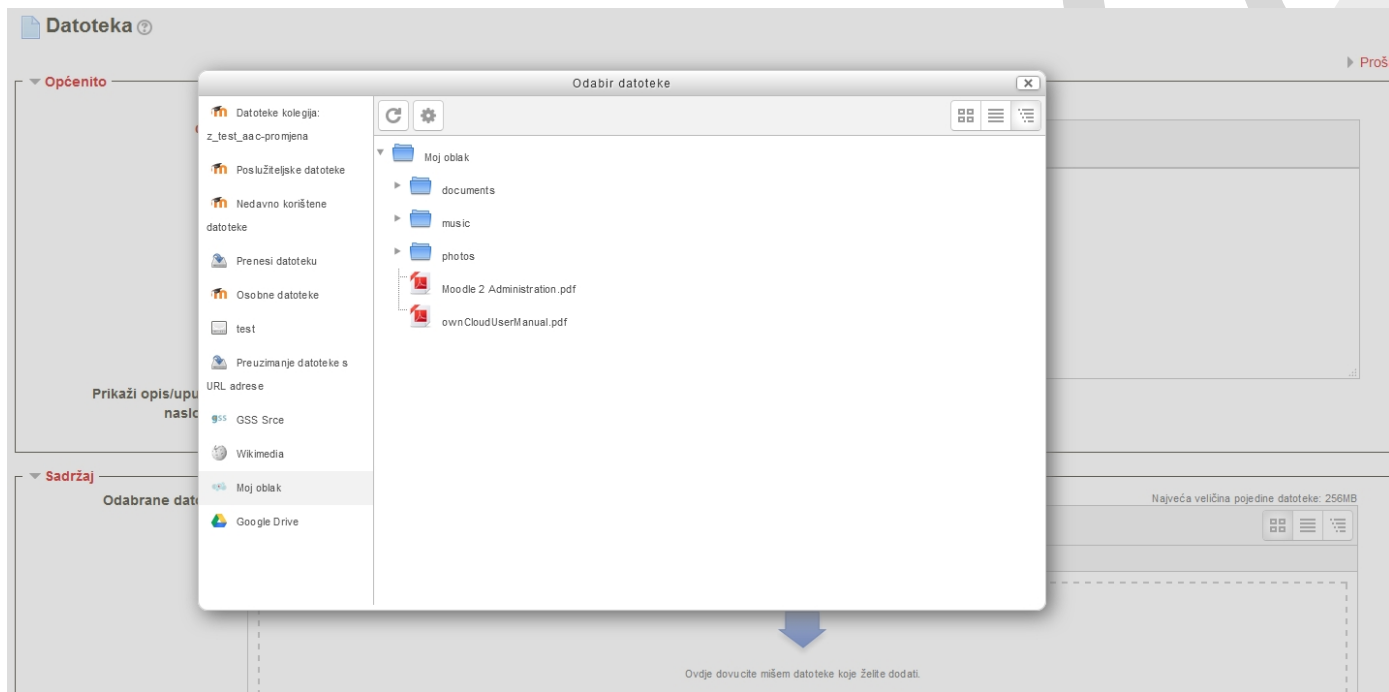 Datoteka
Proš
Općenito
Odabir datoteke
Datoteke kolegija:
z_test_aac-promjena
Poslužiteljske datoteke
Nedavno korištene
datoteke
Prenesi datoteku
Osobne datoteke
test
Preuzimanje datoteke s
URL adrese
gss GSS Srce
Wikimedia
Moj oblak
Google Drive
Moj oblak
documents
music
photos
Moodle 2 Administration.pdf
ownCloudUserManual.pdf
Prikaži opis/upu
naslo
Sadržaj
Odabrane dato
Najveća veličina pojedine datoteke: 256MB
Ovdje dovucite mišem datoteke koje želite dodati.